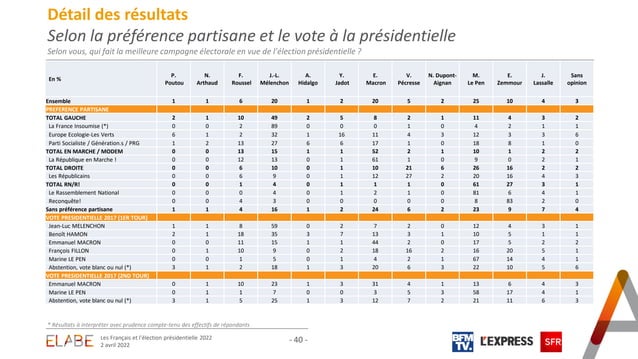 Détail des résultats
Selon la préférence partisane et le vote à la présidentielle
Selon vous, qui fait la meilleure campagne électorale en vue de l'élection présidentielle ?
En % P. Poutou N. Arthaud F. Roussel J.-L. Mélenchon A. Hidalgo Y. Jadot E. Macron V. Pécresse N. Dupont-Aignan M. Le Pen E. Zemmour J. Lassalle Sans opinion
Ensemble 1 1 6 20 1 2 20 5 2 25 10 4 3
PREFERENCE PARTISANE
TOTAL GAUCHE 2 1 10 49 2 5 8 2 1 11 4 3 2
La France Insoumise (*) 0 0 2 89 0 0 0 1 0 4 2 1 1
Europe Ecologie-Les Verts 6 1 2 32 1 16 11 4 3 12 3 3 6
Parti Socialiste / Génération.s / PRG 1 2 13 27 6 6 17 1 0 18 8 1 0
TOTAL EN MARCHE / MODEM 0 0 13 15 1 1 52 2 1 10 1 2 2
La République en Marche ! 0 0 12 13 0 1 61 1 0 9 0 2 1
TOTAL DROITE 0 0 6 10 0 1 10 21 6 26 16 2 2
Les Républicains 0 0 6 9 0 1 12 27 2 20 16 4 3
TOTAL RN/R! 0 0 1 4 0 1 1 1 0 61 27 3 1
Le Rassemblement National 0 0 0 4 0 1 2 1 0 81 6 4 1
Reconquête! 0 0 4 3 0 0 0 0 0 8 83 2 0
Sans préférence partisane 1 1 4 16 1 2 24 6 2 23 9 7 4
VOTE PRESIDENTIELLE 2017 (1ER TOUR)
Jean-Luc MELENCHON 1 1 8 59 0 2 7 2 0 12 4 3 1
Benoît HAMON 2 1 18 35 3 7 13 3 1 10 5 1 1
Emmanuel MACRON 0 0 11 15 1 1 44 2 0 17 5 2 2
François FILLON 0 1 10 9 0 2 18 16 2 16 20 5 1
Marine LE PEN 0 0 1 5 0 1 4 2 1 67 14 4 1
Abstention, vote blanc ou nul (*) 3 1 2 18 1 3 20 6 3 22 10 5 6
VOTE PRESIDENTIELLE 2017 (2ND TOUR)
Emmanuel MACRON 0 1 10 23 1 3 31 4 1 13 6 4 3
Marine LE PEN 0 1 1 7 0 0 3 5 3 58 17 4 1
Abstention, vote blanc ou nul (*) 3 1 5 25 1 3 12 7 2 21 11 6 3
* Résultats à interpréter avec prudence compte-tenu des effectifs de répondants
ELABE
Les Français et l'élection présidentielle 2022
2 avril 2022
- 40 -
BFM TV.
L'EXPRESS
SFR